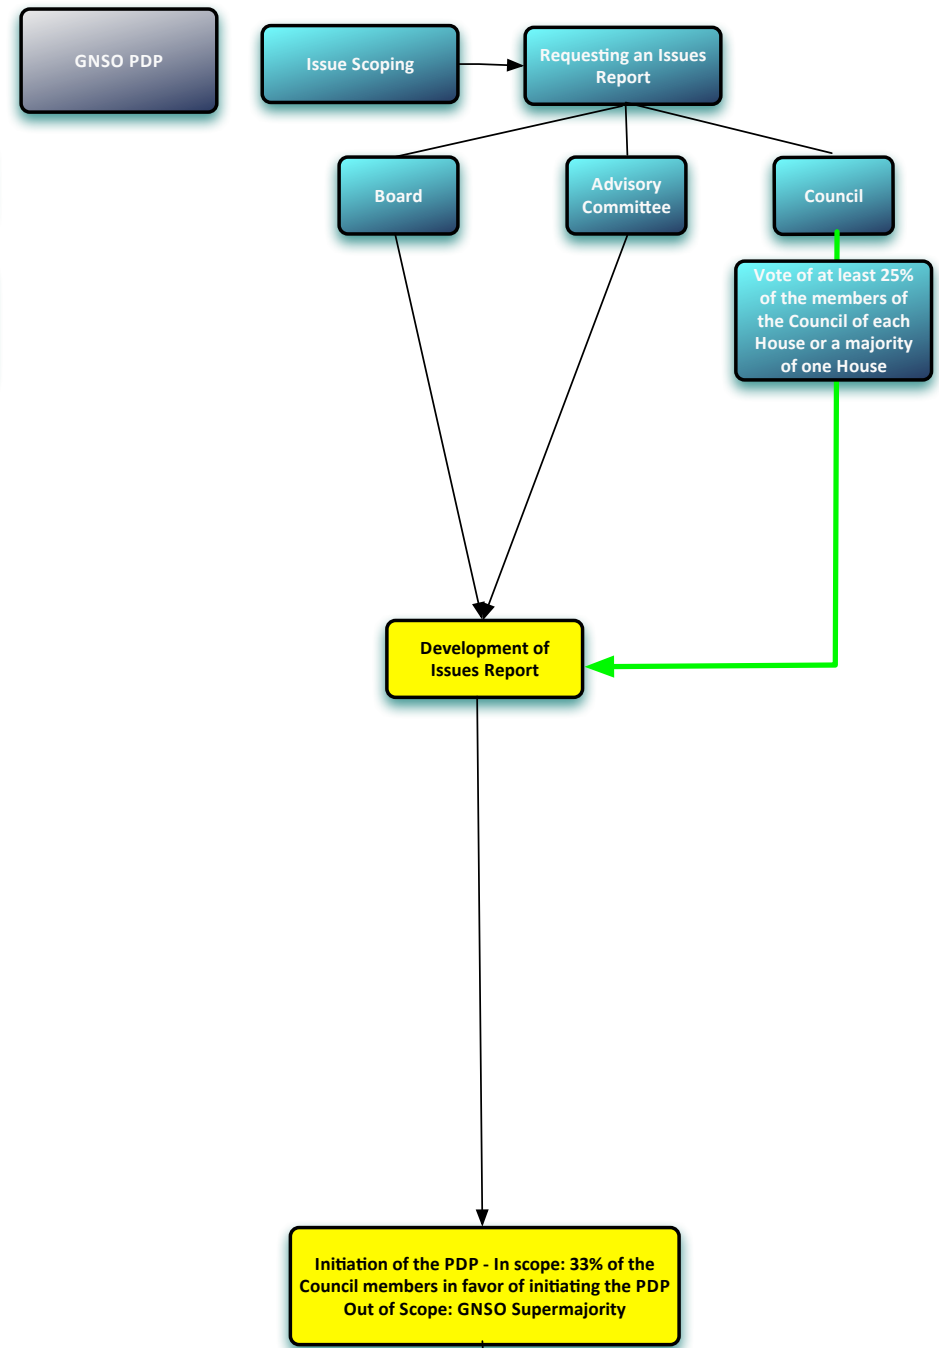 GNSO PDP
Issue Scoping
Requesting an Issues
Report
Board
Advisory
Committee
Council
Vote of at least 25%
of the members of
the Council of each
House or a majority
of one House
Development of
Issues Report
Initiation of the PDP - In scope: 33% of the
Council members in favor of initiating the PDP
Out of Scope: GNSO Supermajority